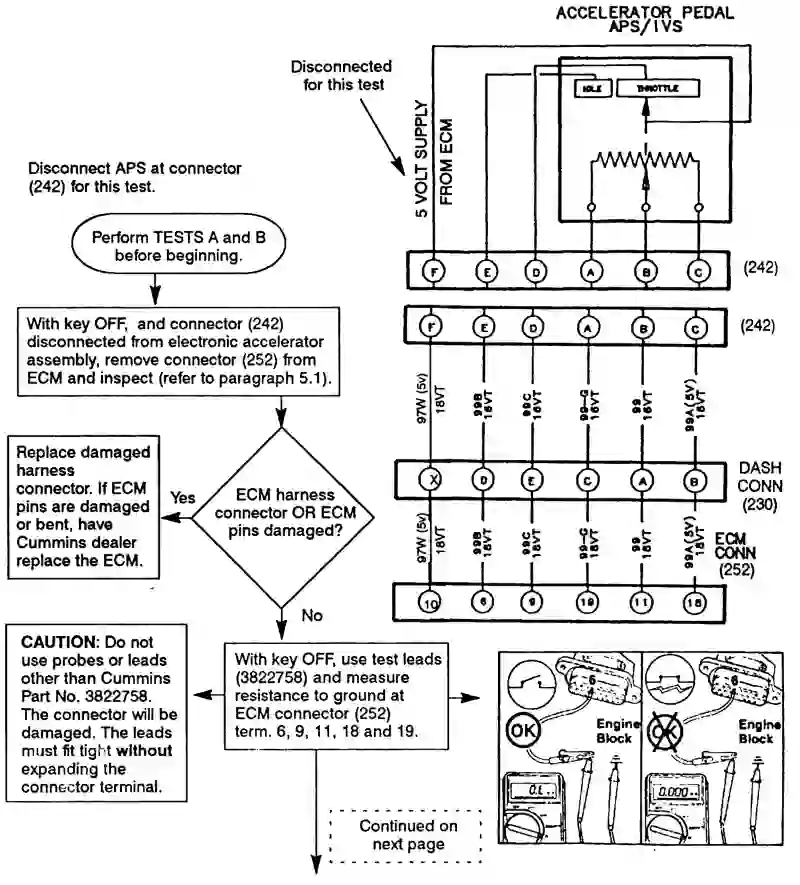 ACCELERATOR PEDAL
APS/IVS
Disconnected
for this test
IDLE
THROTTLE
5 VOLT SUPPLY
FROM ECM
Disconnect APS at connector
(242) for this test.
Perform TESTS A and B
before beginning.
F E D A B C
(242)
F E D A B C
(242)
With key OFF, and connector (242)
disconnected from electronic accelerator
assembly, remove connector (252) from
ECM and inspect (refer to paragraph 5.1).
97W (5v)
18VT
99B
18VT
99C
18VT
99-G
18VT
99
18VT
99A(5V)
18VT
X D E C A B
DASH
CONN
(230)
97W (5v)
18VT
99B
18VT
99C
18VT
99-G
18VT
99
18VT
99A(5V)
18VT
ECM
CONN
(252)
10 6 9 19 11 18
Replace damaged
harness
connector. If ECM
pins are damaged
or bent, have
Cummins dealer
replace the ECM.
Yes
ECM harness
connector OR ECM
pins damaged?
No
CAUTION: Do not
use probes or leads
other than Cummins
Part No. 3822758.
The connector will be
damaged. The leads
must fit tight without
expanding the
connector terminal.
With key OFF, use test leads
(3822758) and measure
resistance to ground at
ECM connector (252)
term. 6, 9, 11, 18 and 19.
6
OK
Engine
Block
O.L
6
OK
Engine
Block
0.000
Continued on
next page